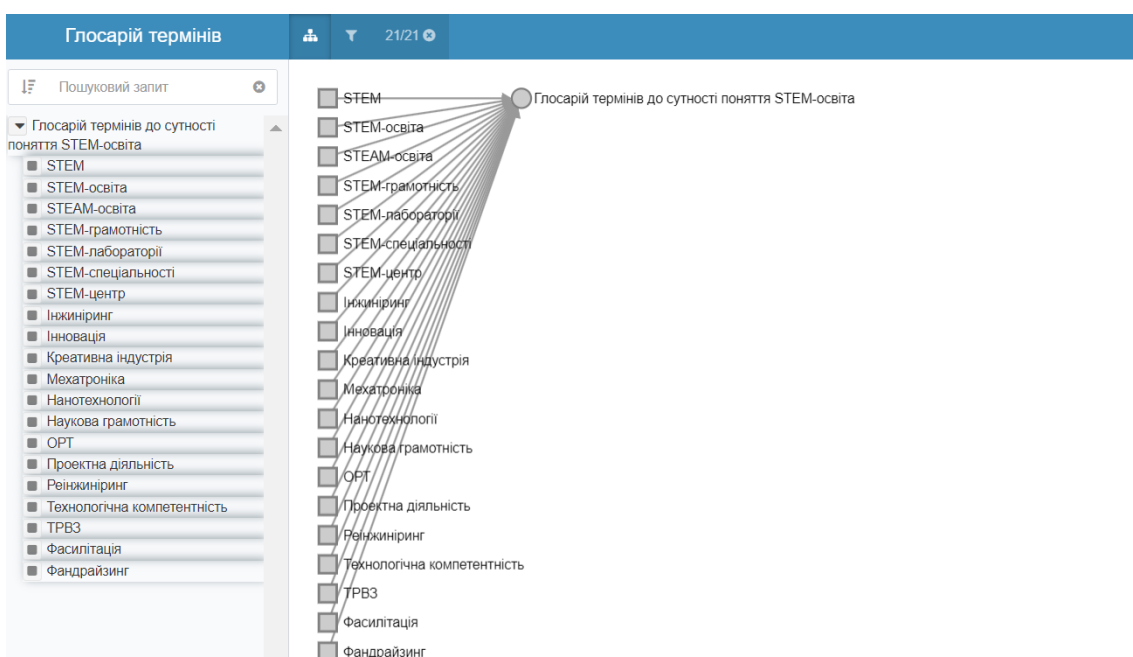 Глосарій термінів
21/21
Пошуковий запит
Глосарій термінів до сутності
поняття STEM-освіта
STEM
STEM-освіта
STEAM-освіта
STEM-грамотність
STEM-лабораторії
STEM-спеціальності
STEM-центр
Інжиніринг
Інновація
Креативна індустрія
Мехатроніка
Нанотехнології
Наукова грамотність
ОРТ
Проектна діяльність
Реінжиніринг
Технологічна компетентність
ТРВЗ
Фасилітація
Фандрайзинг
STEM
Глосарій термінів до сутності поняття STEM-освіта
STEM-освіта
STEAM-освіта
STEM-грамотність
STEM-лабораторії
STEM-спеціальності
STEM-центр
Інжиніринг
Інновація
Креативна індустрія
Мехатроніка
Нанотехнології
Наукова грамотність
ОРТ
Проектна діяльність
Реінжиніринг
Технологічна компетентність
ТРВЗ
Фасилітація
Фандрайзинг